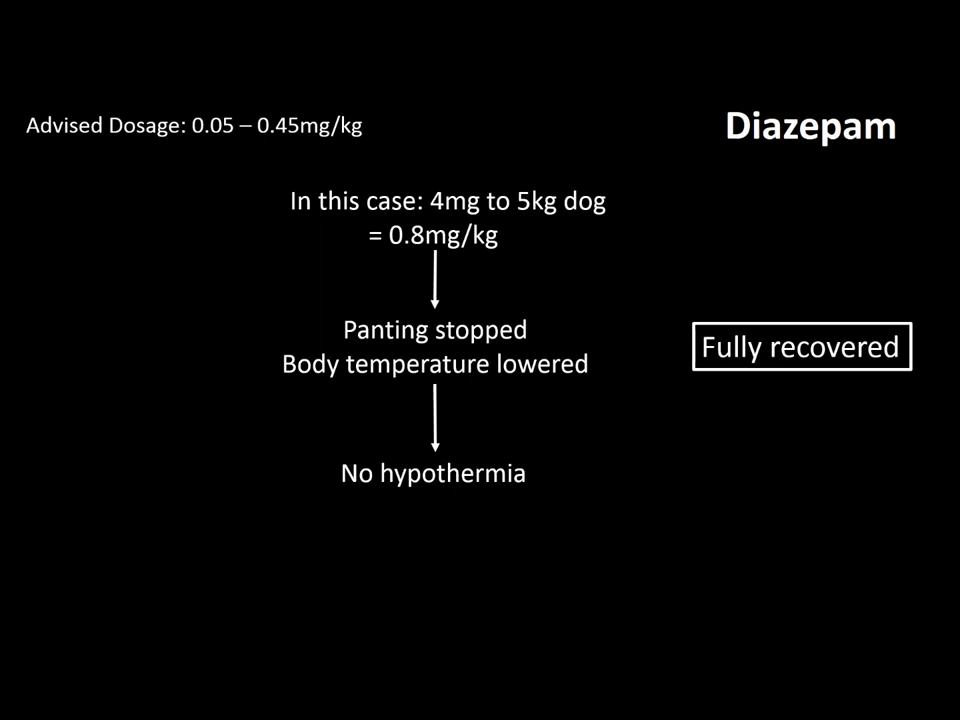 Diazepam
Advised Dosage: 0.05 – 0.45mg/kg
In this case: 4mg to 5kg dog
= 0.8mg/kg
Panting stopped
Body temperature lowered
Fully recovered
No hypothermia